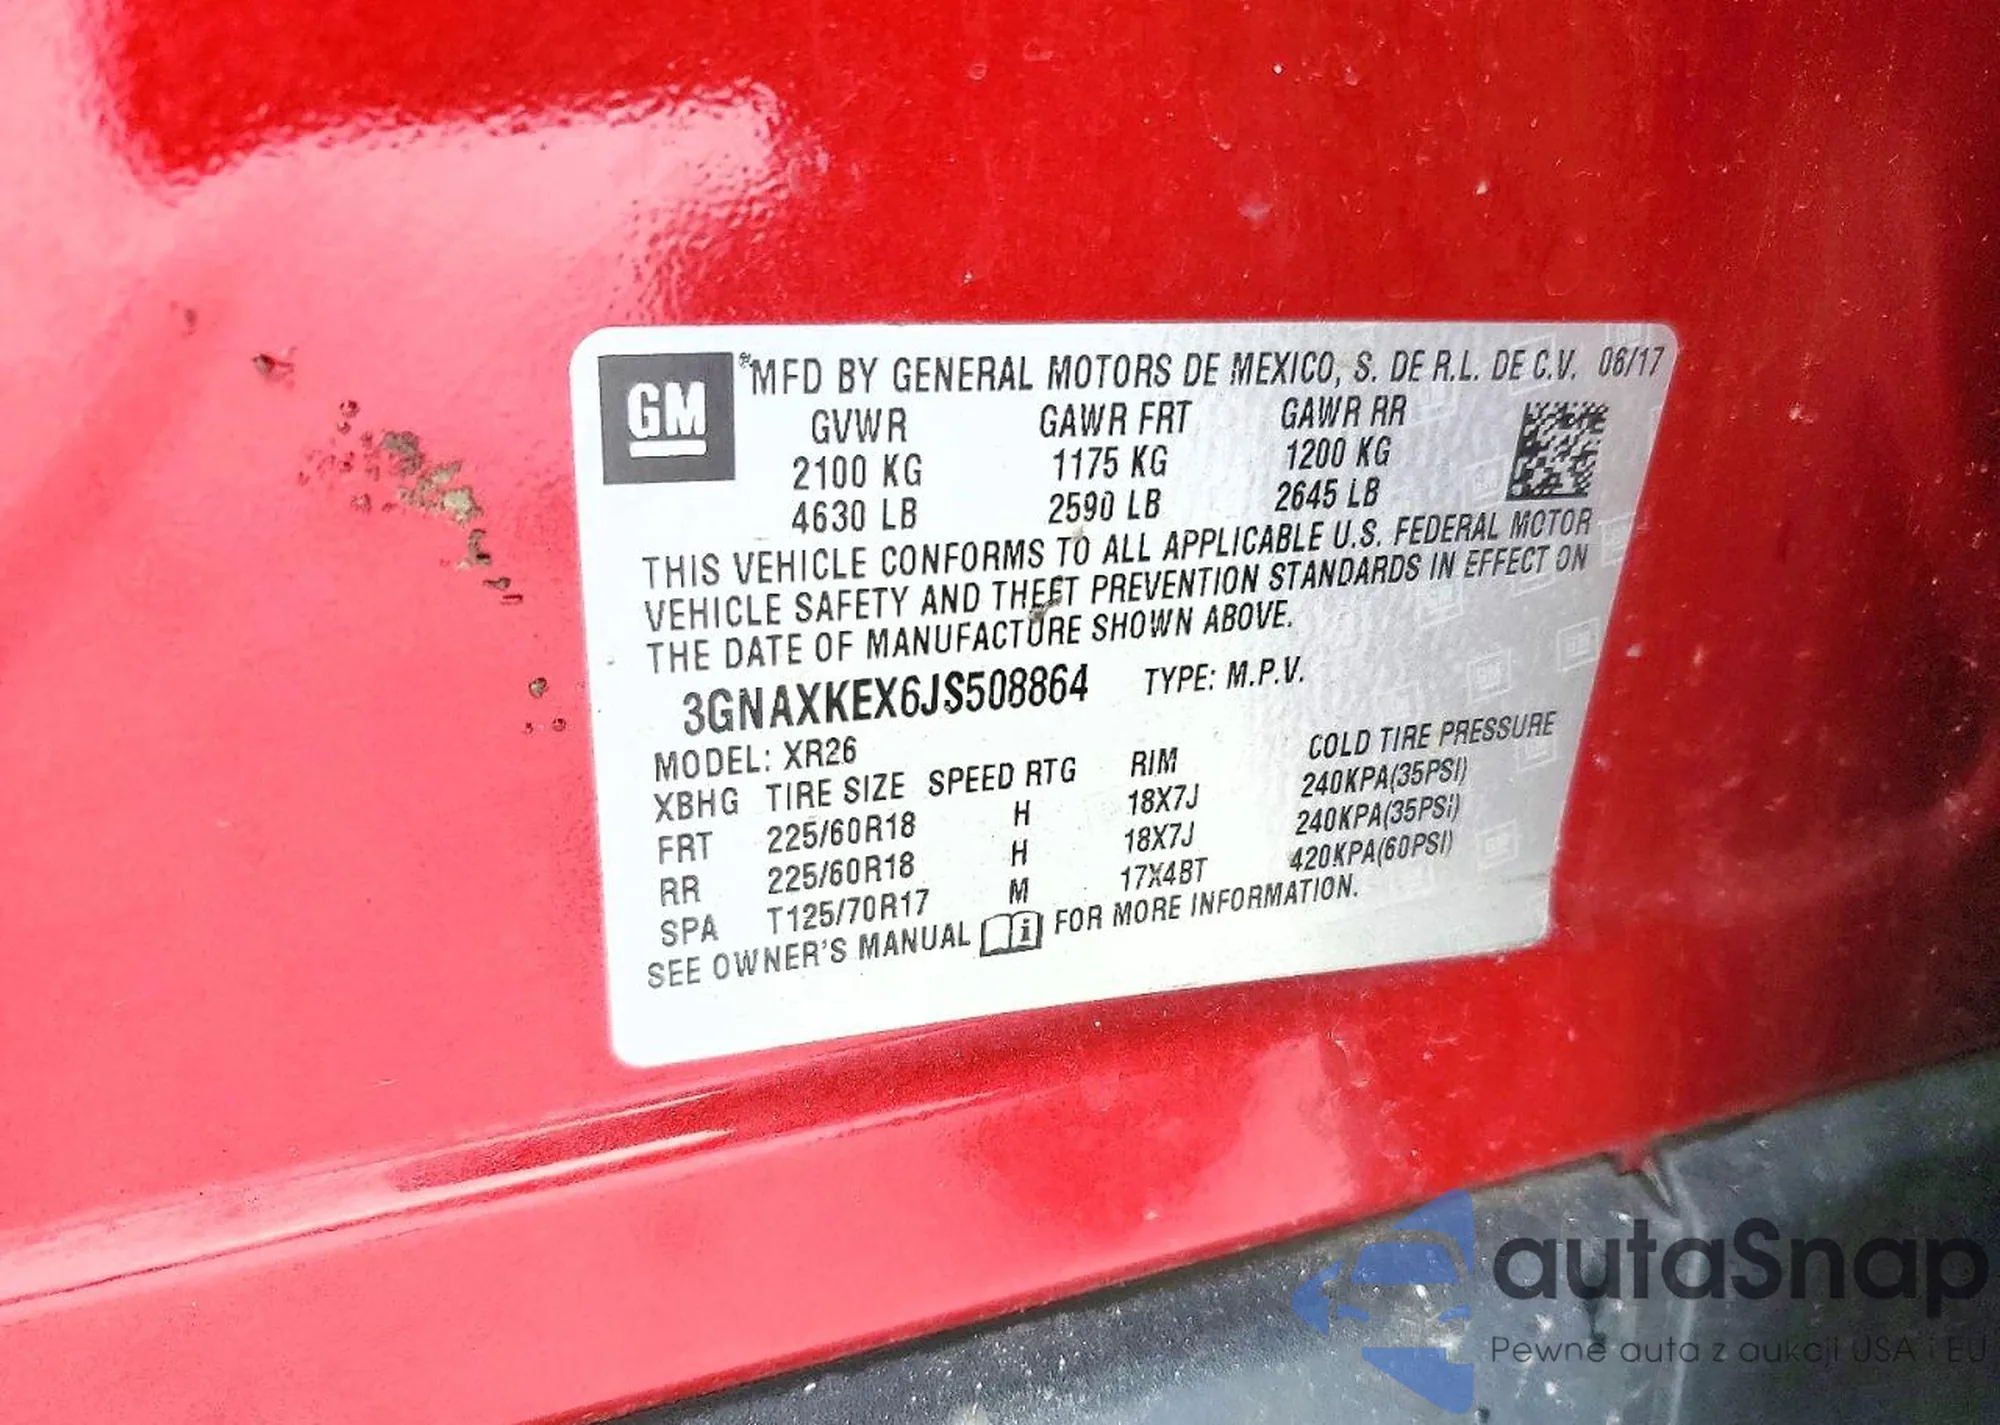 GM
MFD BY GENERAL MOTORS DE MEXICO, S. DE R.L. DE C.V. 06/17
GVWR GAWR FRT GAWR RR
2100 KG 1175 KG 1200 KG
4630 LB 2590 LB 2645 LB
THIS VEHICLE CONFORMS TO ALL APPLICABLE U.S. FEDERAL MOTOR
VEHICLE SAFETY AND THEFT PREVENTION STANDARDS IN EFFECT ON
THE DATE OF MANUFACTURE SHOWN ABOVE.
3GNAXKEX6JS508864 TYPE: M.P.V.
MODEL: XR26
XBHG TIRE SIZE SPEED RTG RIM COLD TIRE PRESSURE
FRT 225/60R18 H 18X7J 240KPA(35PSI)
RR 225/60R18 H 18X7J 240KPA(35PSI)
SPA T125/70R17 M 17X4BT 420KPA(60PSI)
SEE OWNER'S MANUAL FOR MORE INFORMATION.
autaSnap
Pewne auta z aukcji USA i EU